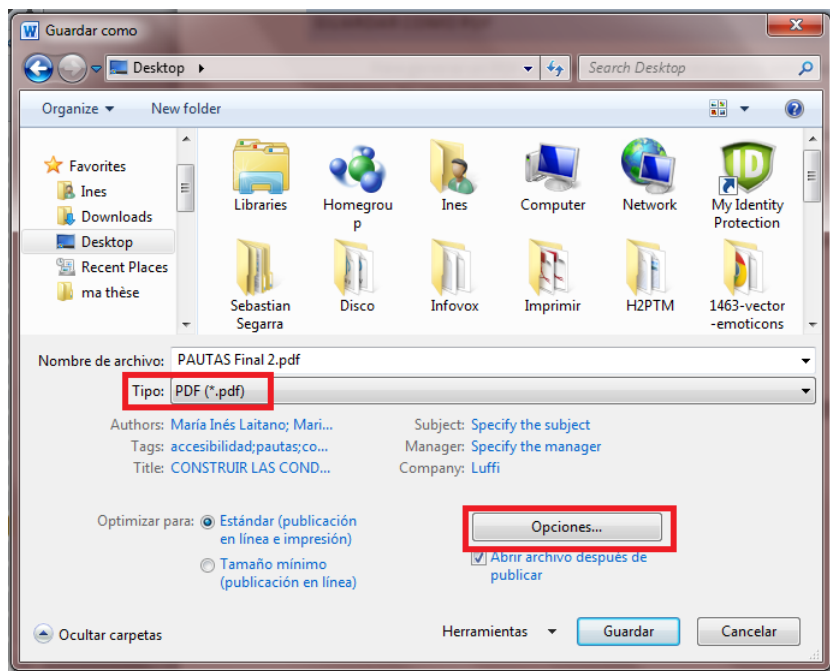 Guardar como
Desktop
Search Desktop
Organize
New folder
Favorites
Ines
Downloads
Desktop
Recent Places
ma thèse
Libraries
Homegrou
p
Ines
Computer
Network
My Identity
Protection
Sebastian
Segarra
Disco
Infovox
Imprimir
H2PTM
1463-vector
-emoticons
Nombre de archivo: PAUTAS Final 2.pdf
Tipo: PDF (*.pdf)
Authors: María Inés Laitano; Mari...
Subject: Specify the subject
Tags: accesibilidad;pautas;co...
Manager: Specify the manager
Title: CONSTRUIR LAS COND...
Company: Luffi
Optimizar para: Estándar (publicación
en línea e impresión)
Tamaño mínimo
(publicación en línea)
Opciones...
Abrir archivo después de
publicar
Ocultar carpetas
Herramientas
Guardar
Cancelar